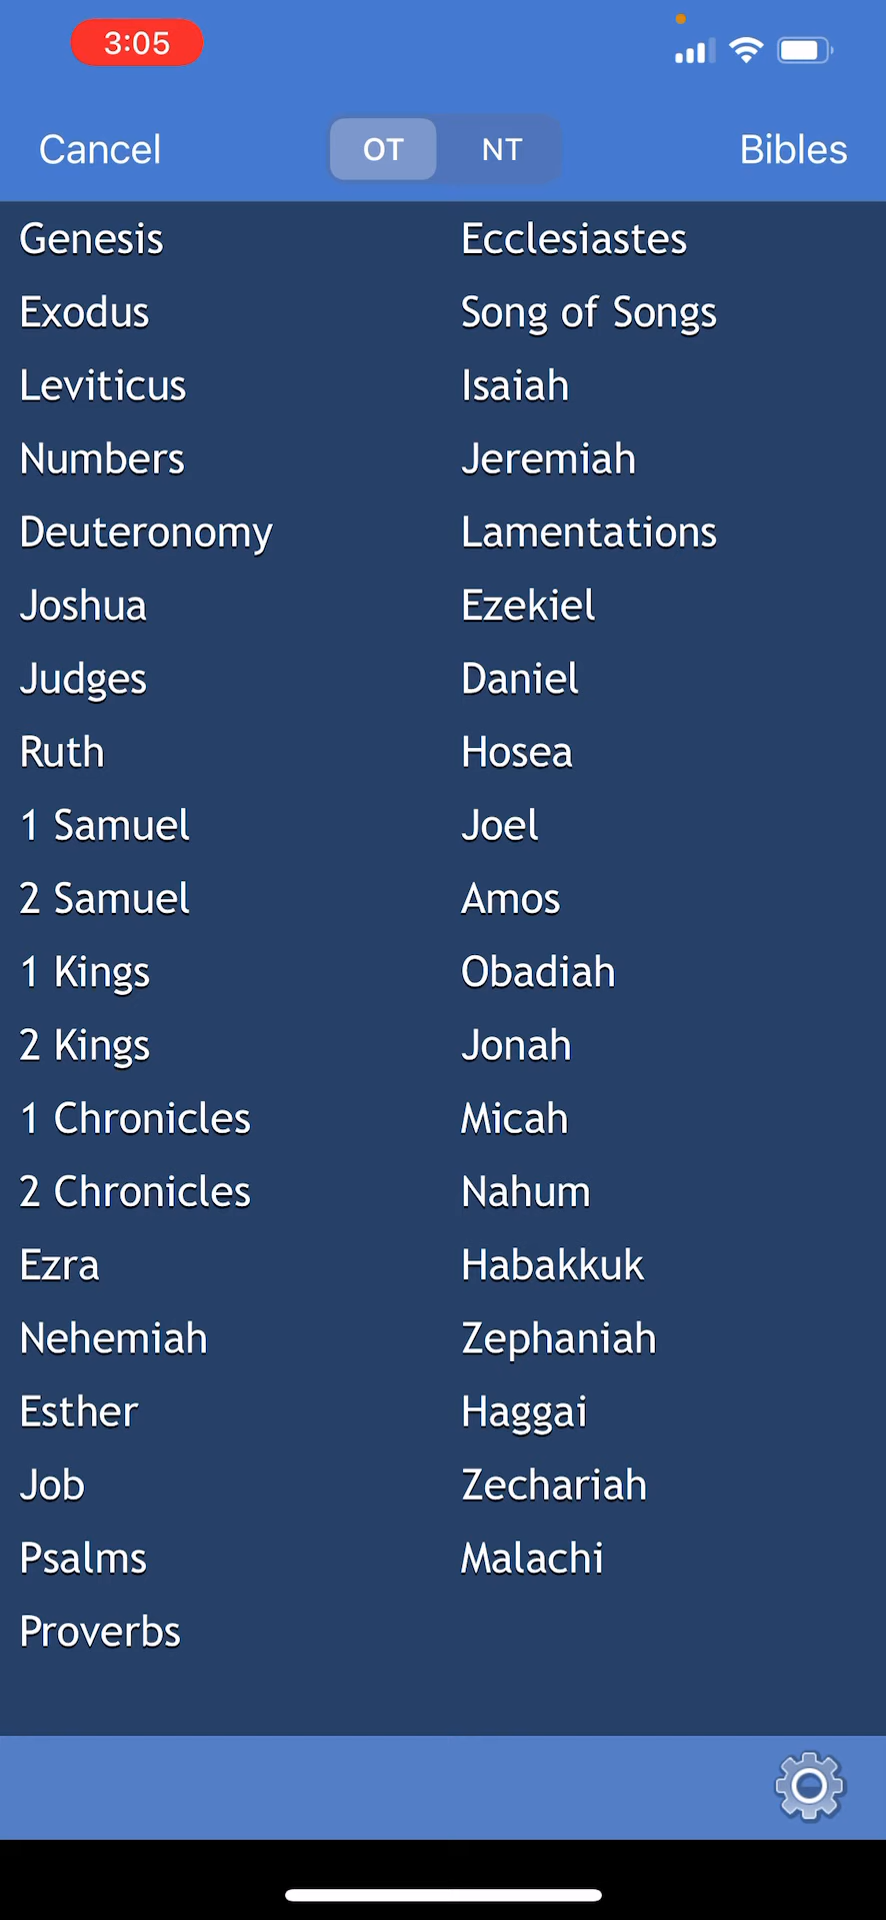 3:05
Cancel OT NT Bibles
Genesis
Exodus
Leviticus
Numbers
Deuteronomy
Joshua
Judges
Ruth
1 Samuel
2 Samuel
1 Kings
2 Kings
1 Chronicles
2 Chronicles
Ezra
Nehemiah
Esther
Job
Psalms
Proverbs
Ecclesiastes
Song of Songs
Isaiah
Jeremiah
Lamentations
Ezekiel
Daniel
Hosea
Joel
Amos
Obadiah
Jonah
Micah
Nahum
Habakkuk
Zephaniah
Haggai
Zechariah
Malachi